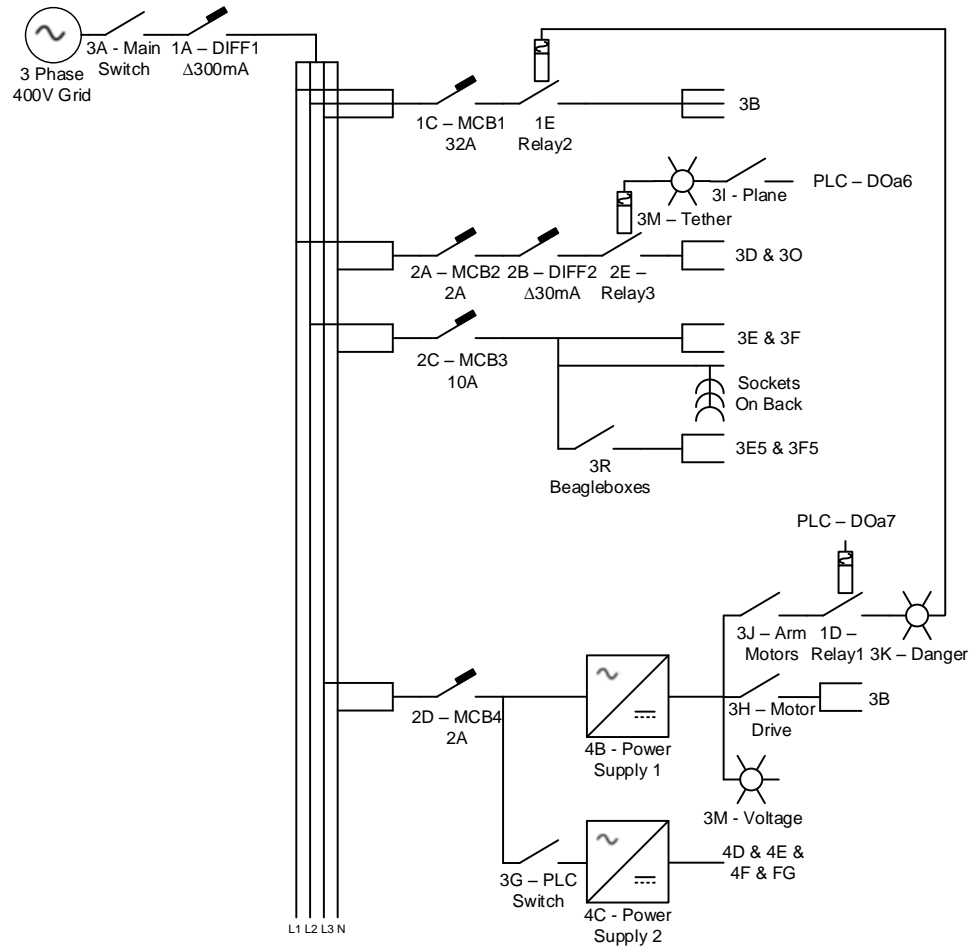 3 Phase
400V Grid
3A - Main
Switch
1A – DIFF1
Δ300mA
1C – MCB1
32A
1E
Relay2
3B
3M – Tether
3I - Plane
PLC – DOa6
2A – MCB2
2A
2B – DIFF2
Δ30mA
2E –
Relay3
3D & 3O
2C – MCB3
10A
3E & 3F
Sockets
On Back
3R
Beagleboxes
3E5 & 3F5
PLC – DOa7
3J – Arm
Motors
1D –
Relay1
3K – Danger
2D – MCB4
2A
4B - Power
Supply 1
3H – Motor
Drive
3B
3M - Voltage
3G – PLC
Switch
4C - Power
Supply 2
4D & 4E &
4F & FG
L1 L2 L3 N